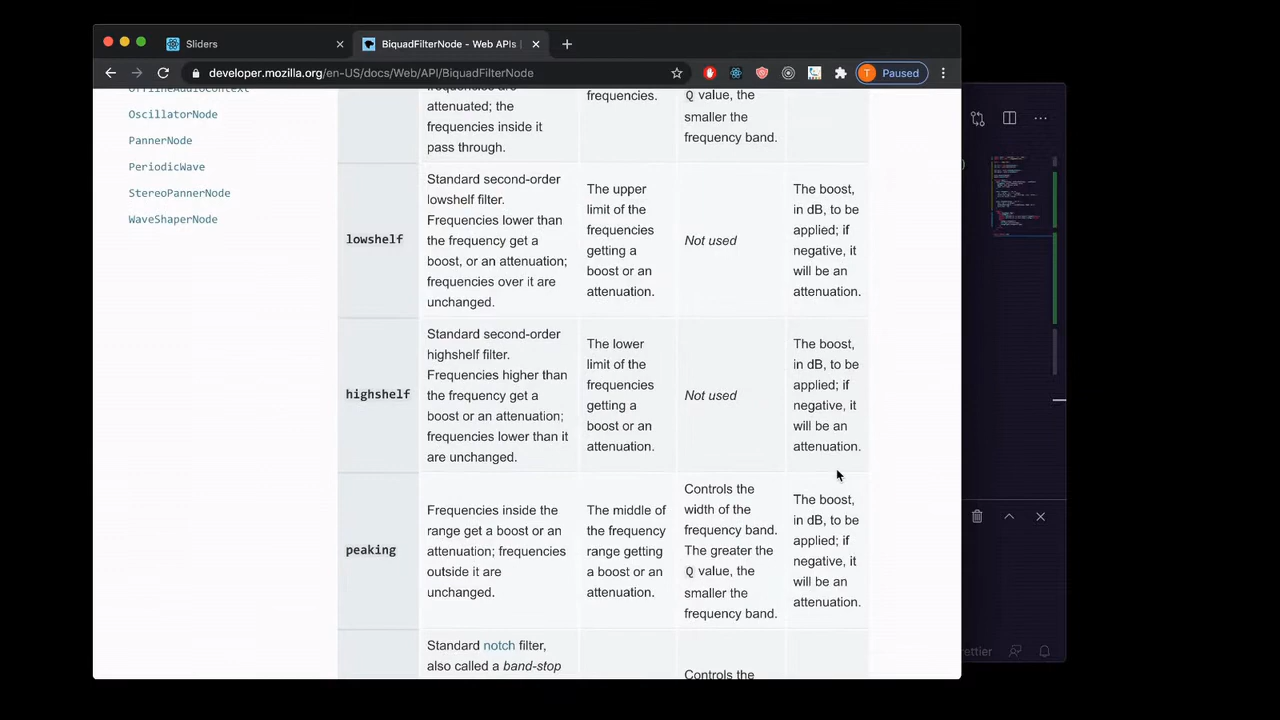 Sliders
BiquadFilterNode - Web APIs |
developer.mozilla.org/en-US/docs/Web/API/BiquadFilterNode
T
Paused
OfflineAudioContext
OscillatorNode
PannerNode
PeriodicWave
StereoPannerNode
WaveShaperNode
frequencies are
attenuated; the
frequencies inside it
pass through.
frequencies.
Q value, the
smaller the
frequency band.
lowshelf
Standard second-order
lowshelf filter.
Frequencies lower than
the frequency get a
boost, or an attenuation;
frequencies over it are
unchanged.
The upper
limit of the
frequencies
getting a
boost or an
attenuation.
Not used
The boost,
in dB, to be
applied; if
negative, it
will be an
attenuation.
highshelf
Standard second-order
highshelf filter.
Frequencies higher than
the frequency get a
boost or an attenuation;
frequencies lower than it
are unchanged.
The lower
limit of the
frequencies
getting a
boost or an
attenuation.
Not used
The boost,
in dB, to be
applied; if
negative, it
will be an
attenuation.
peaking
Frequencies inside the
range get a boost or an
attenuation; frequencies
outside it are
unchanged.
The middle of
the frequency
range getting
a boost or an
attenuation.
Controls the
width of the
frequency band.
The greater the
Q value, the
smaller the
frequency band.
The boost,
in dB, to be
applied; if
negative, it
will be an
attenuation.
Standard notch filter,
also called a band-stop
Controls the
ettier